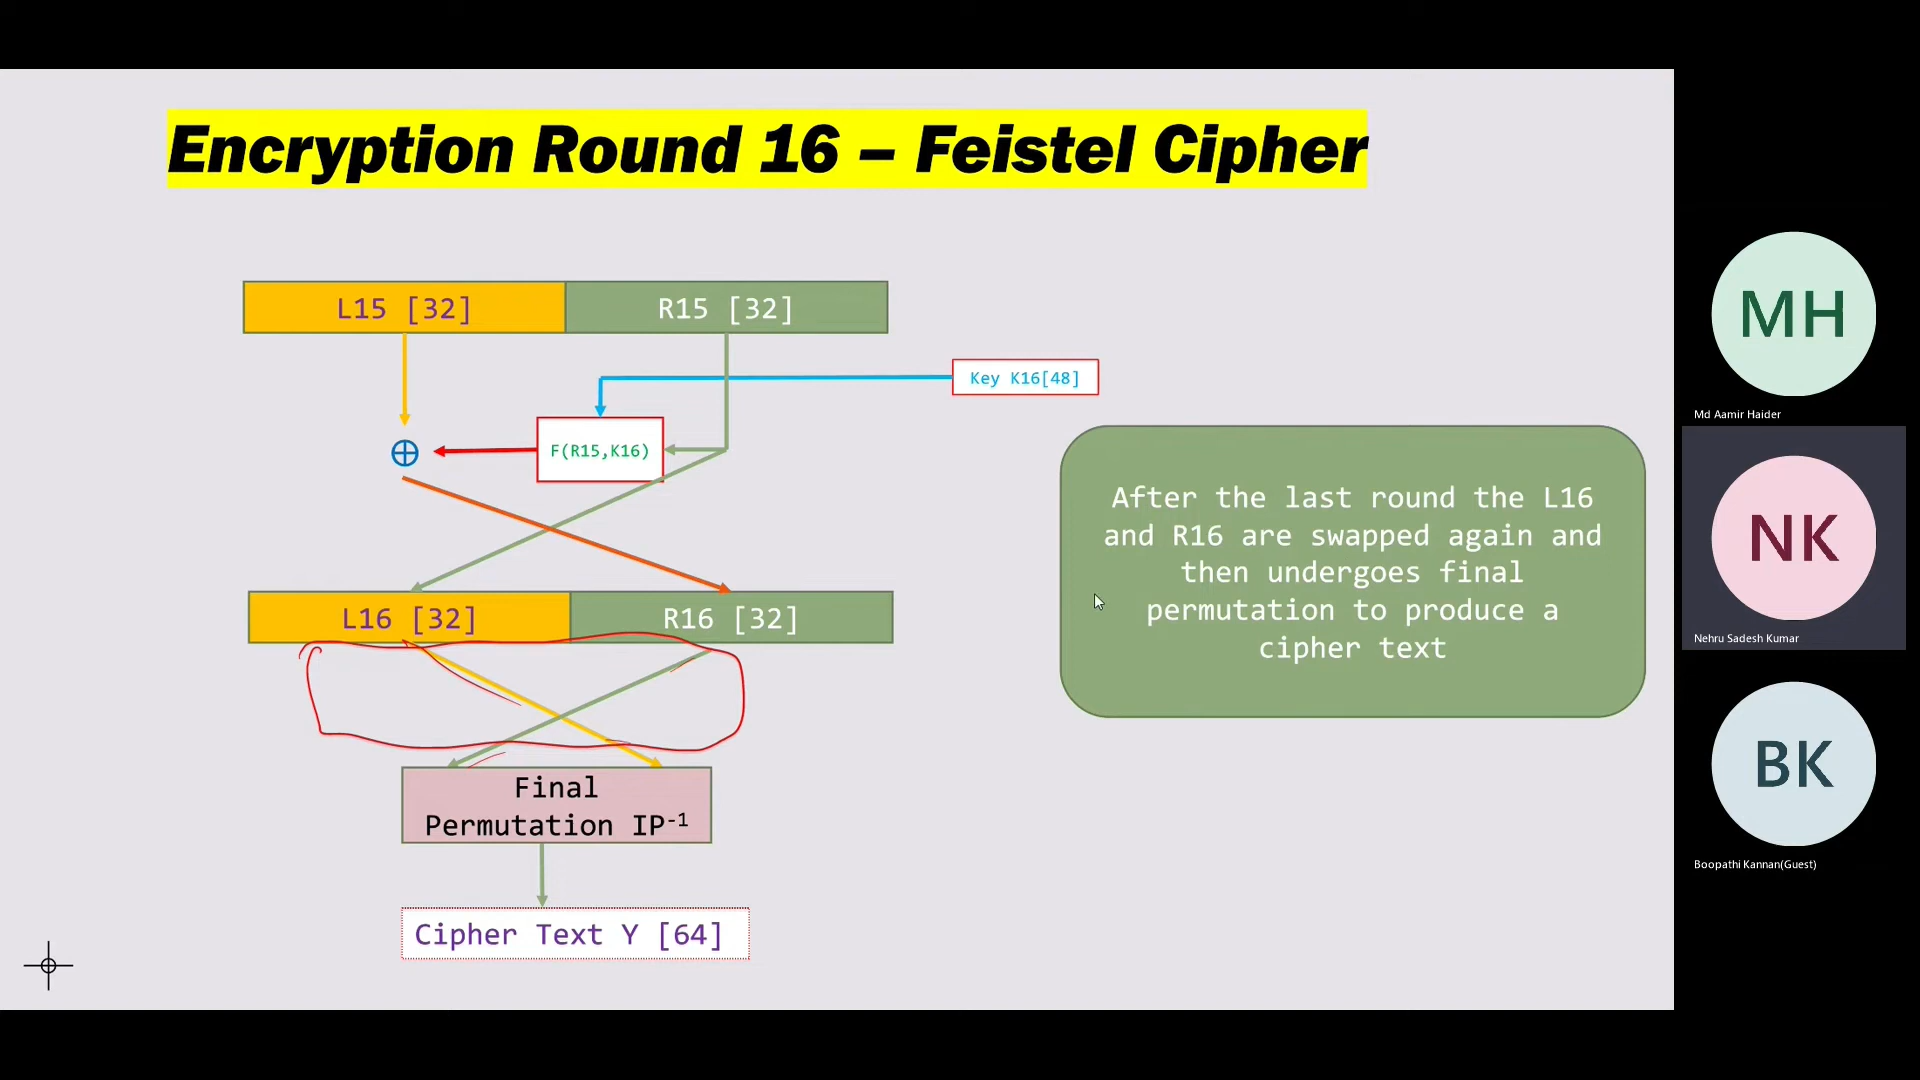 Encryption Round 16 – Feistel Cipher
L15 [32]
R15 [32]
Key K16[48]
F(R15,K16)
After the last round the L16
and R16 are swapped again and
then undergoes final
permutation to produce a
cipher text
L16 [32]
R16 [32]
Final
Permutation IP-1
Cipher Text Y [64]
MH
Md Aamir Haider
NK
Nehru Sadesh Kumar
BK
Boopathi Kannan(Guest)